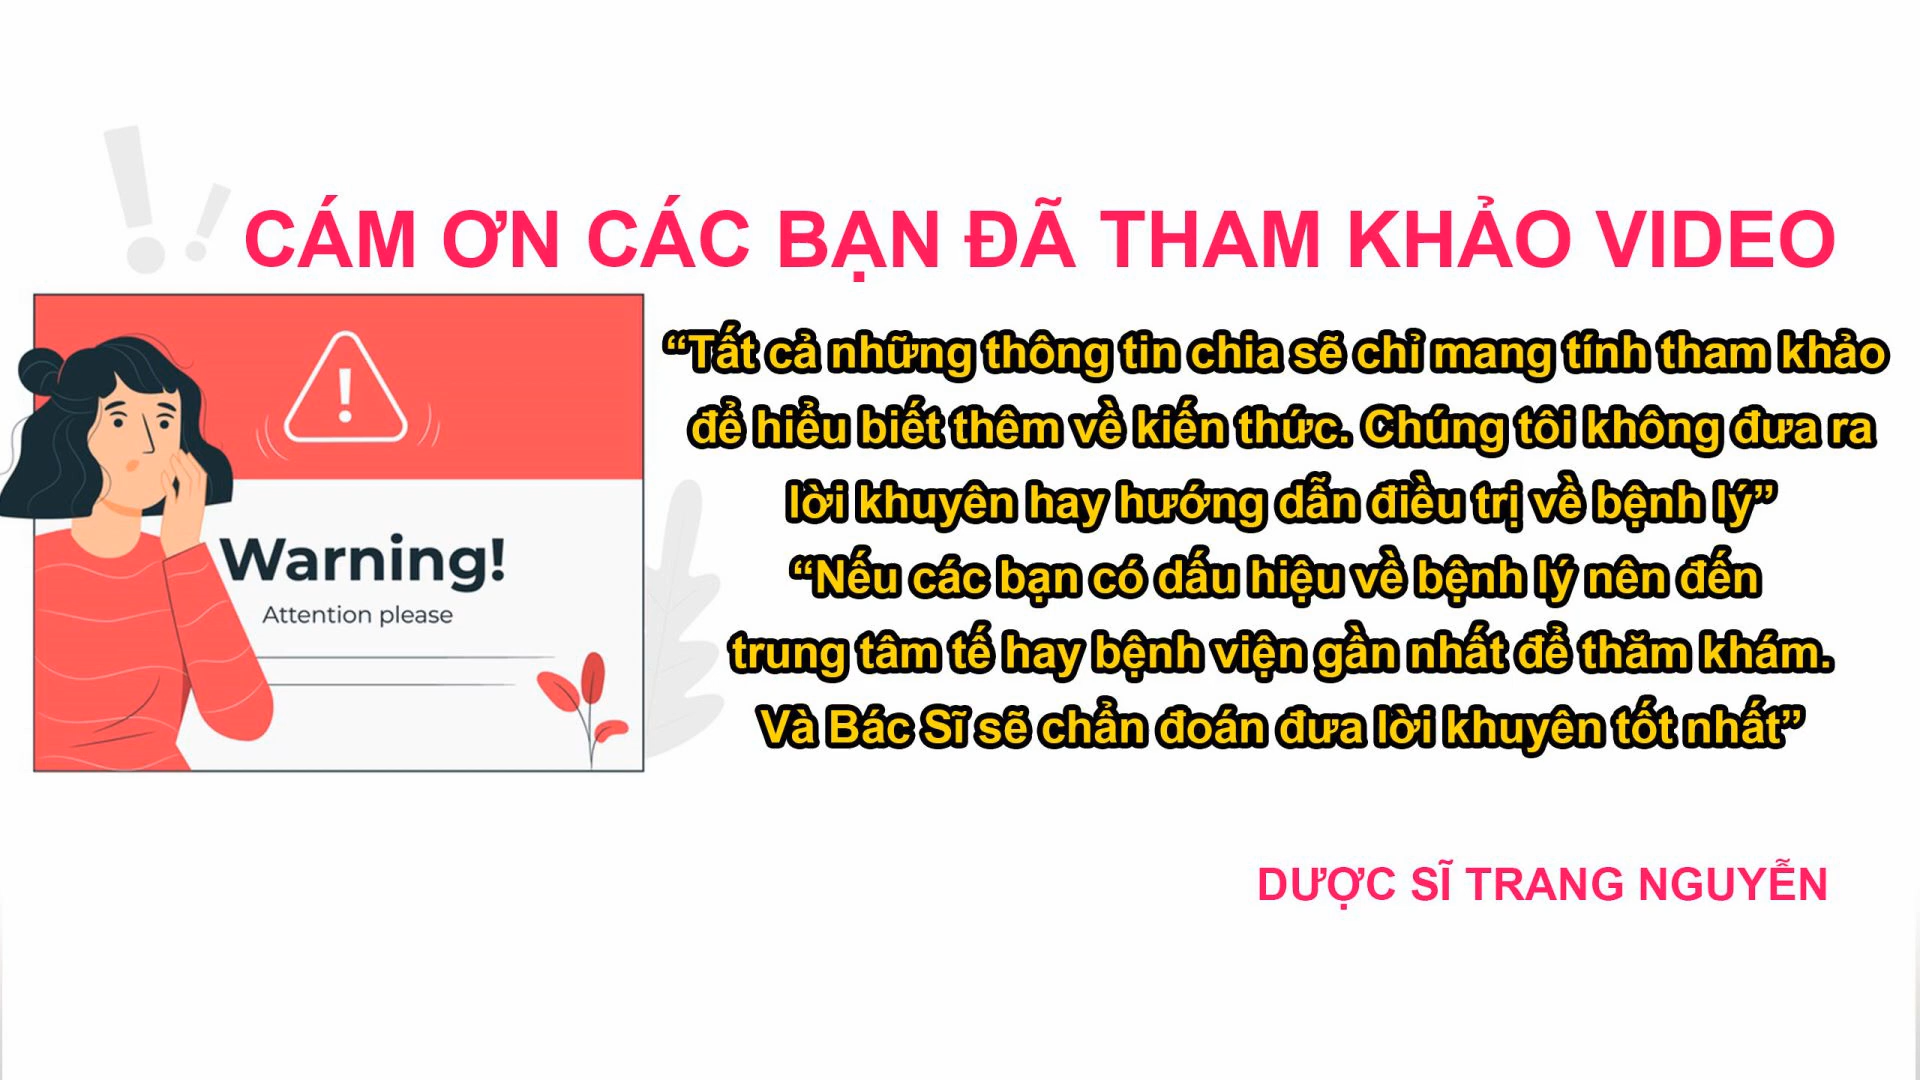 CÁM ƠN CÁC BẠN ĐÃ THAM KHẢO VIDEO
“Tất cả những thông tin chia sẽ chỉ mang tính tham khảo
để hiểu biết thêm về kiến thức. Chúng tôi không đưa ra
lời khuyên hay hướng dẫn điều trị về bệnh lý”
“Nếu các bạn có dấu hiệu về bệnh lý nên đến
trung tâm tế hay bệnh viện gần nhất để thăm khám.
Và Bác Sĩ sẽ chẩn đoán đưa lời khuyên tốt nhất”
Warning!
Attention please
DƯỢC SĨ TRANG NGUYỄN